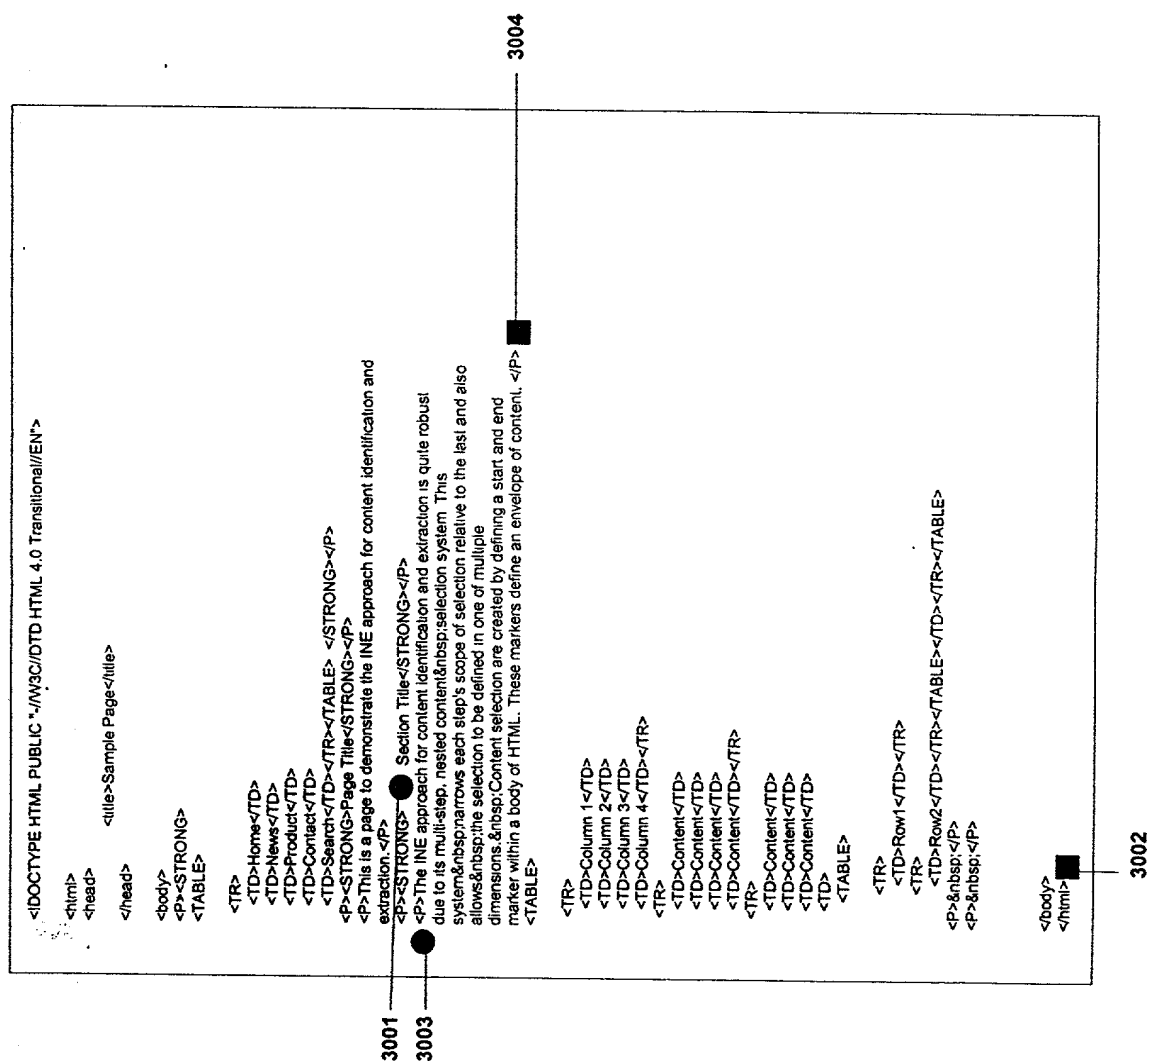 <!DOCTYPE HTML PUBLIC "-//W3C//DTD HTML 4.0 Transitional//EN">
<html>
<head>
<title>Sample Page</title>
</head>
<body>
<P><STRONG>
<TABLE>
<TR>
<TD>Home</TD>
<TD>News</TD>
<TD>Product</TD>
<TD>Contact</TD>
<TD>Search</TD></TR></TABLE> </STRONG></P>
<P><STRONG>Page Title</STRONG></P>
<P>This is a page to demonstrate the INE approach for content identification and
extraction.</P>
<P><STRONG> Section Title</STRONG></P>
<P>The INE approach for content identification and extraction is quite robust
due to its multi-step, nested content&nbsp;selection system This
system&nbsp;narrows each step's scope of selection relative to the last and also
allows&nbsp;the selection to be defined in one of multiple
dimensions.&nbsp;Content selection are created by defining a start and end
marker within a body of HTML. These markers define an envelope of content. </P>
<TABLE>
<TR>
<TD>Column 1</TD>
<TD>Column 2</TD>
<TD>Column 3</TD>
<TD>Column 4</TD></TR>
<TR>
<TD>Content</TD>
<TD>Content</TD>
<TD>Content</TD>
<TD>Content</TD></TR>
<TR>
<TD>Content</TD>
<TD>Content</TD>
<TD>Content</TD>
<TD>
<TABLE>
<TR>
<TD>Row1</TD></TR>
<TR>
<TD>Row2</TD></TR></TABLE></TD></TR></TABLE>
<P>&nbsp;</P>
<P>&nbsp;</P>
</body>
</html>
3001
3003
3004
3002